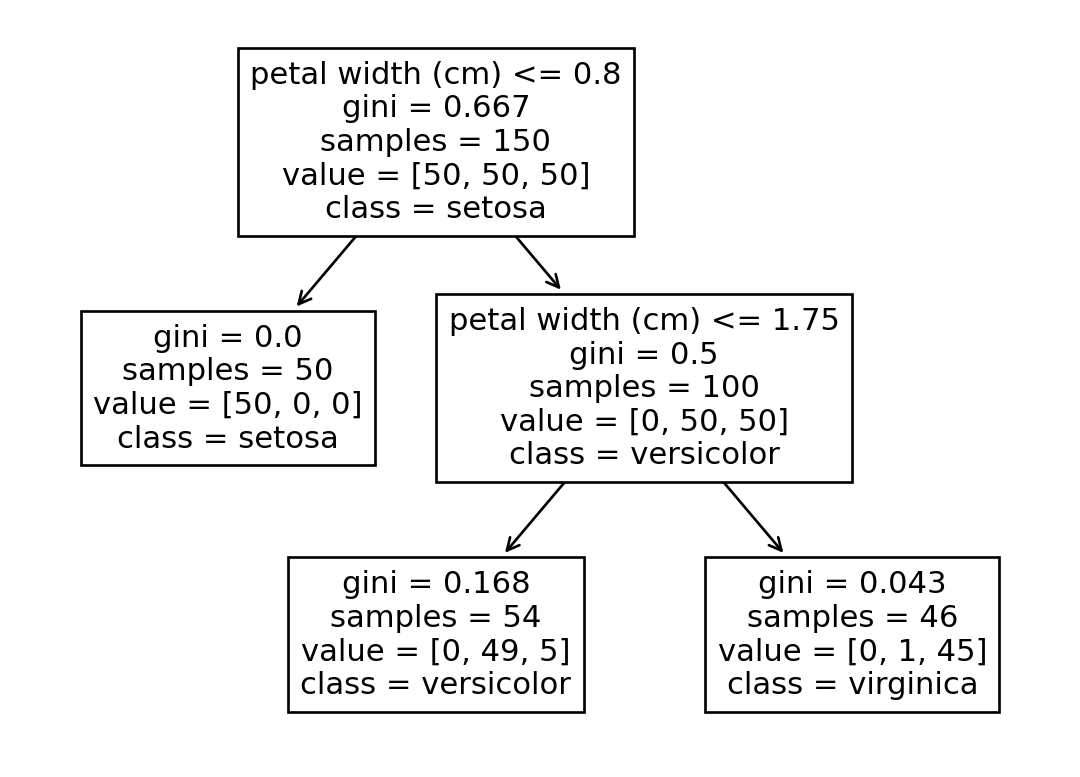 petal width (cm) <= 0.8
gini = 0.667
samples = 150
value = [50, 50, 50]
class = setosa
gini = 0.0
samples = 50
value = [50, 0, 0]
class = setosa
petal width (cm) <= 1.75
gini = 0.5
samples = 100
value = [0, 50, 50]
class = versicolor
gini = 0.168
samples = 54
value = [0, 49, 5]
class = versicolor
gini = 0.043
samples = 46
value = [0, 1, 45]
class = virginica